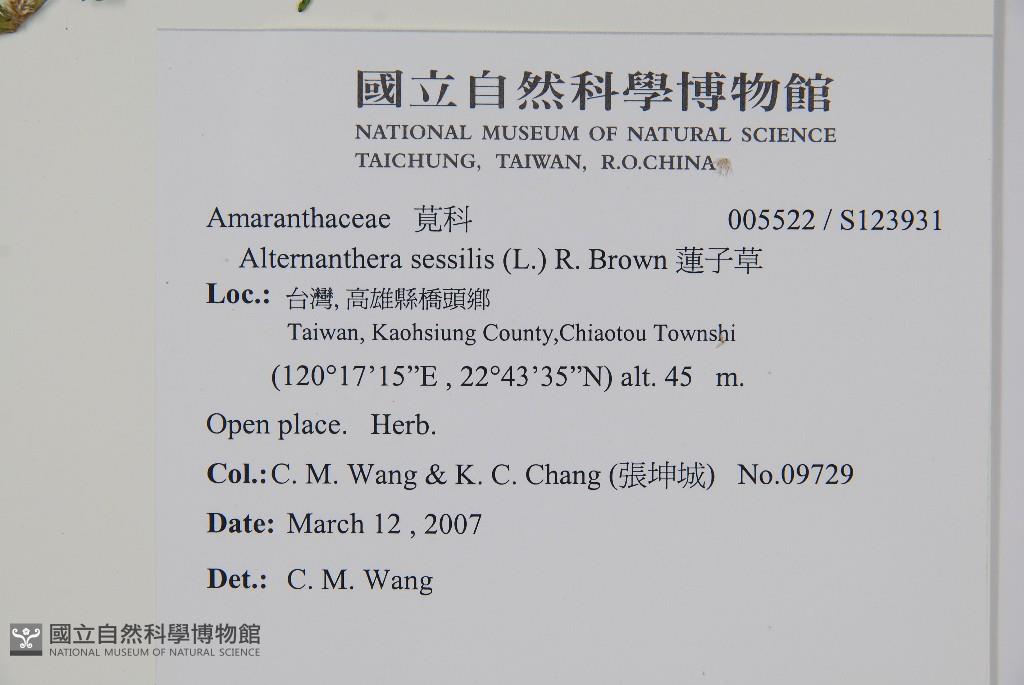 國立自然科學博物館
NATIONAL MUSEUM OF NATURAL SCIENCE
TAICHUNG, TAIWAN, R.O.CHINA
Amaranthaceae 莧科 005522 / S123931
Alternanthera sessilis (L.) R. Brown 蓮子草
Loc.: 台灣, 高雄縣橋頭鄉
Taiwan, Kaohsiung County,Chiaotou Townshi
(120°17’15”E , 22°43’35”N) alt. 45 m.
Open place. Herb.
Col.: C. M. Wang & K. C. Chang (張坤城) No.09729
Date: March 12 , 2007
Det.: C. M. Wang
國立自然科學博物館
NATIONAL MUSEUM OF NATURAL SCIENCE